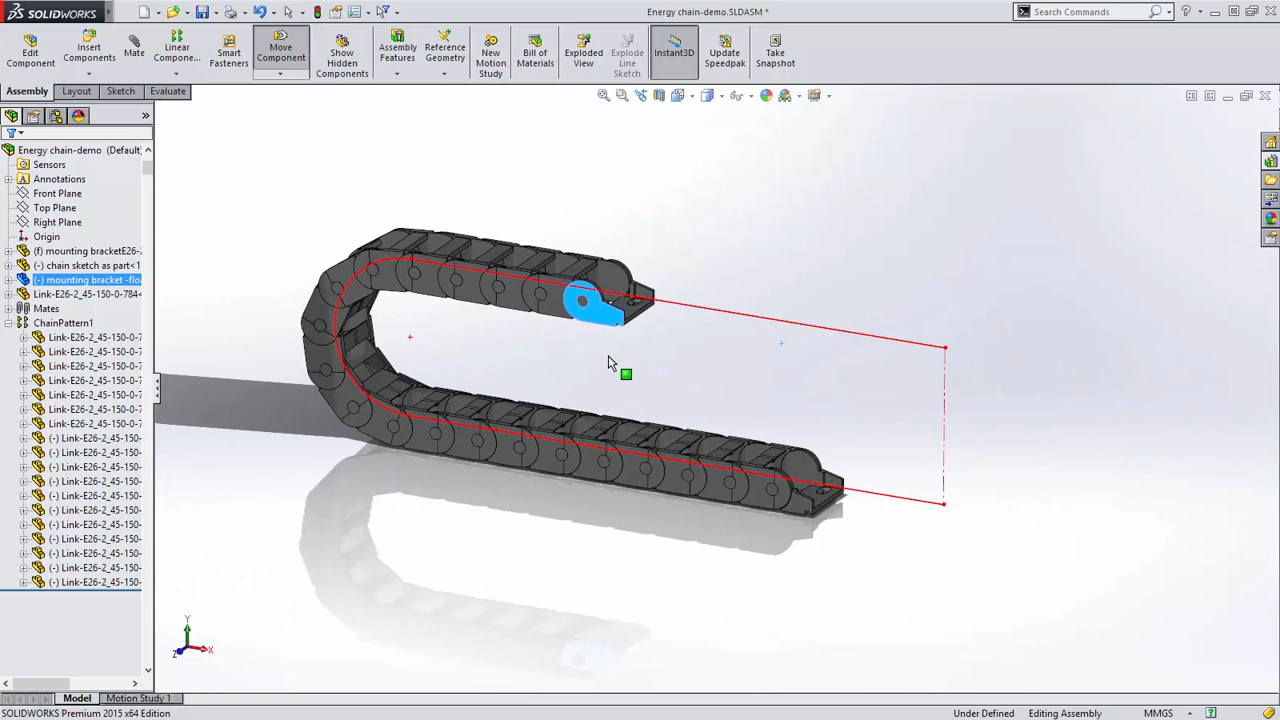 SOLIDWORKS
Energy chain-demo.SLDASM *
Search Commands
Edit Component
Insert Components
Mate
Linear Compone...
Smart Fasteners
Move Component
Show Hidden Components
Assembly Features
Reference Geometry
New Motion Study
Bill of Materials
Exploded View
Explode Line Sketch
Instant3D
Update Speedpak
Take Snapshot
Assembly
Layout
Sketch
Evaluate
Energy chain-demo (Default)
Sensors
Annotations
Front Plane
Top Plane
Right Plane
Origin
(f) mounting bracketE26-
(-) chain sketch as part<1
(-) mounting bracket -flo
Link-E26-2_45-150-0-784<
Mates
ChainPattern1
Link-E26-2_45-150-0-7
Link-E26-2_45-150-0-7
Link-E26-2_45-150-0-7
Link-E26-2_45-150-0-7
Link-E26-2_45-150-0-7
Link-E26-2_45-150-0-7
Link-E26-2_45-150-0-7
(-) Link-E26-2_45-150-
(-) Link-E26-2_45-150-
(-) Link-E26-2_45-150-
(-) Link-E26-2_45-150-
(-) Link-E26-2_45-150-
(-) Link-E26-2_45-150-
(-) Link-E26-2_45-150-
(-) Link-E26-2_45-150-
(-) Link-E26-2_45-150-
(-) Link-E26-2_45-150-
(-) Link-E26-2_45-150-
Y
Z
X
Model
Motion Study 1
SOLIDWORKS Premium 2015 x64 Edition
Under Defined
Editing Assembly
MMGS